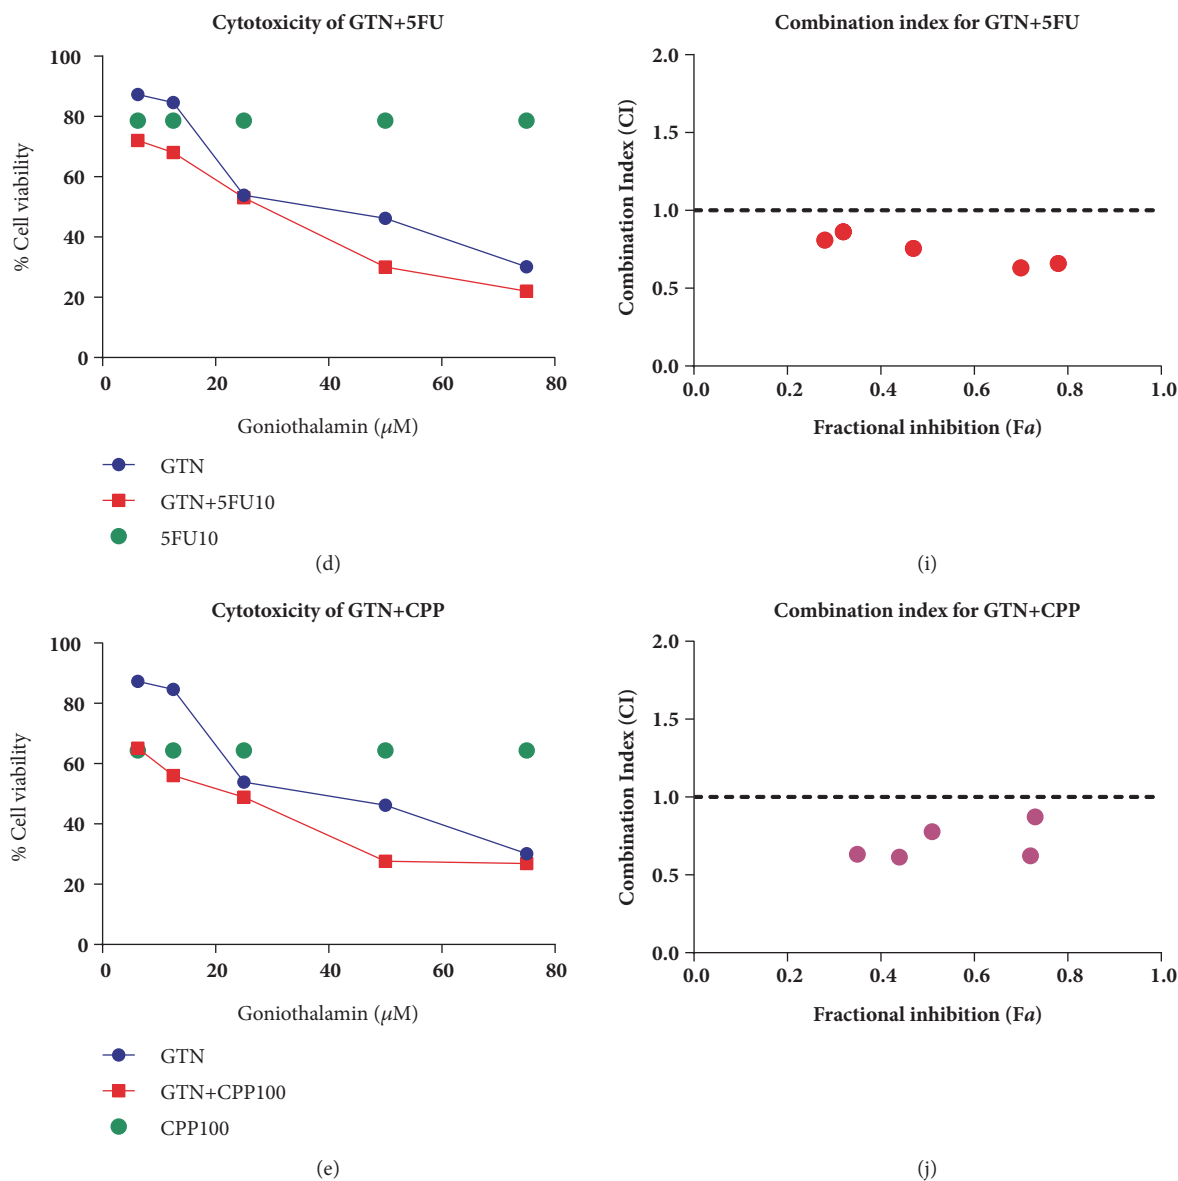 Cytotoxicity of GTN+5FU
100
80
60
40
20
0
% Cell viability
0 20 40 60 80
Goniothalamin (μM)
GTN
GTN+5FU10
5FU10
(d)
Combination index for GTN+5FU
2.0
1.5
1.0
0.5
0.0
Combination Index (CI)
0.0 0.2 0.4 0.6 0.8 1.0
Fractional inhibition (Fa)
(i)
Cytotoxicity of GTN+CPP
100
80
60
40
20
0
% Cell viability
0 20 40 60 80
Goniothalamin (μM)
GTN
GTN+CPP100
CPP100
(e)
Combination index for GTN+CPP
2.0
1.5
1.0
0.5
0.0
Combination Index (CI)
0.0 0.2 0.4 0.6 0.8 1.0
Fractional inhibition (Fa)
(j)